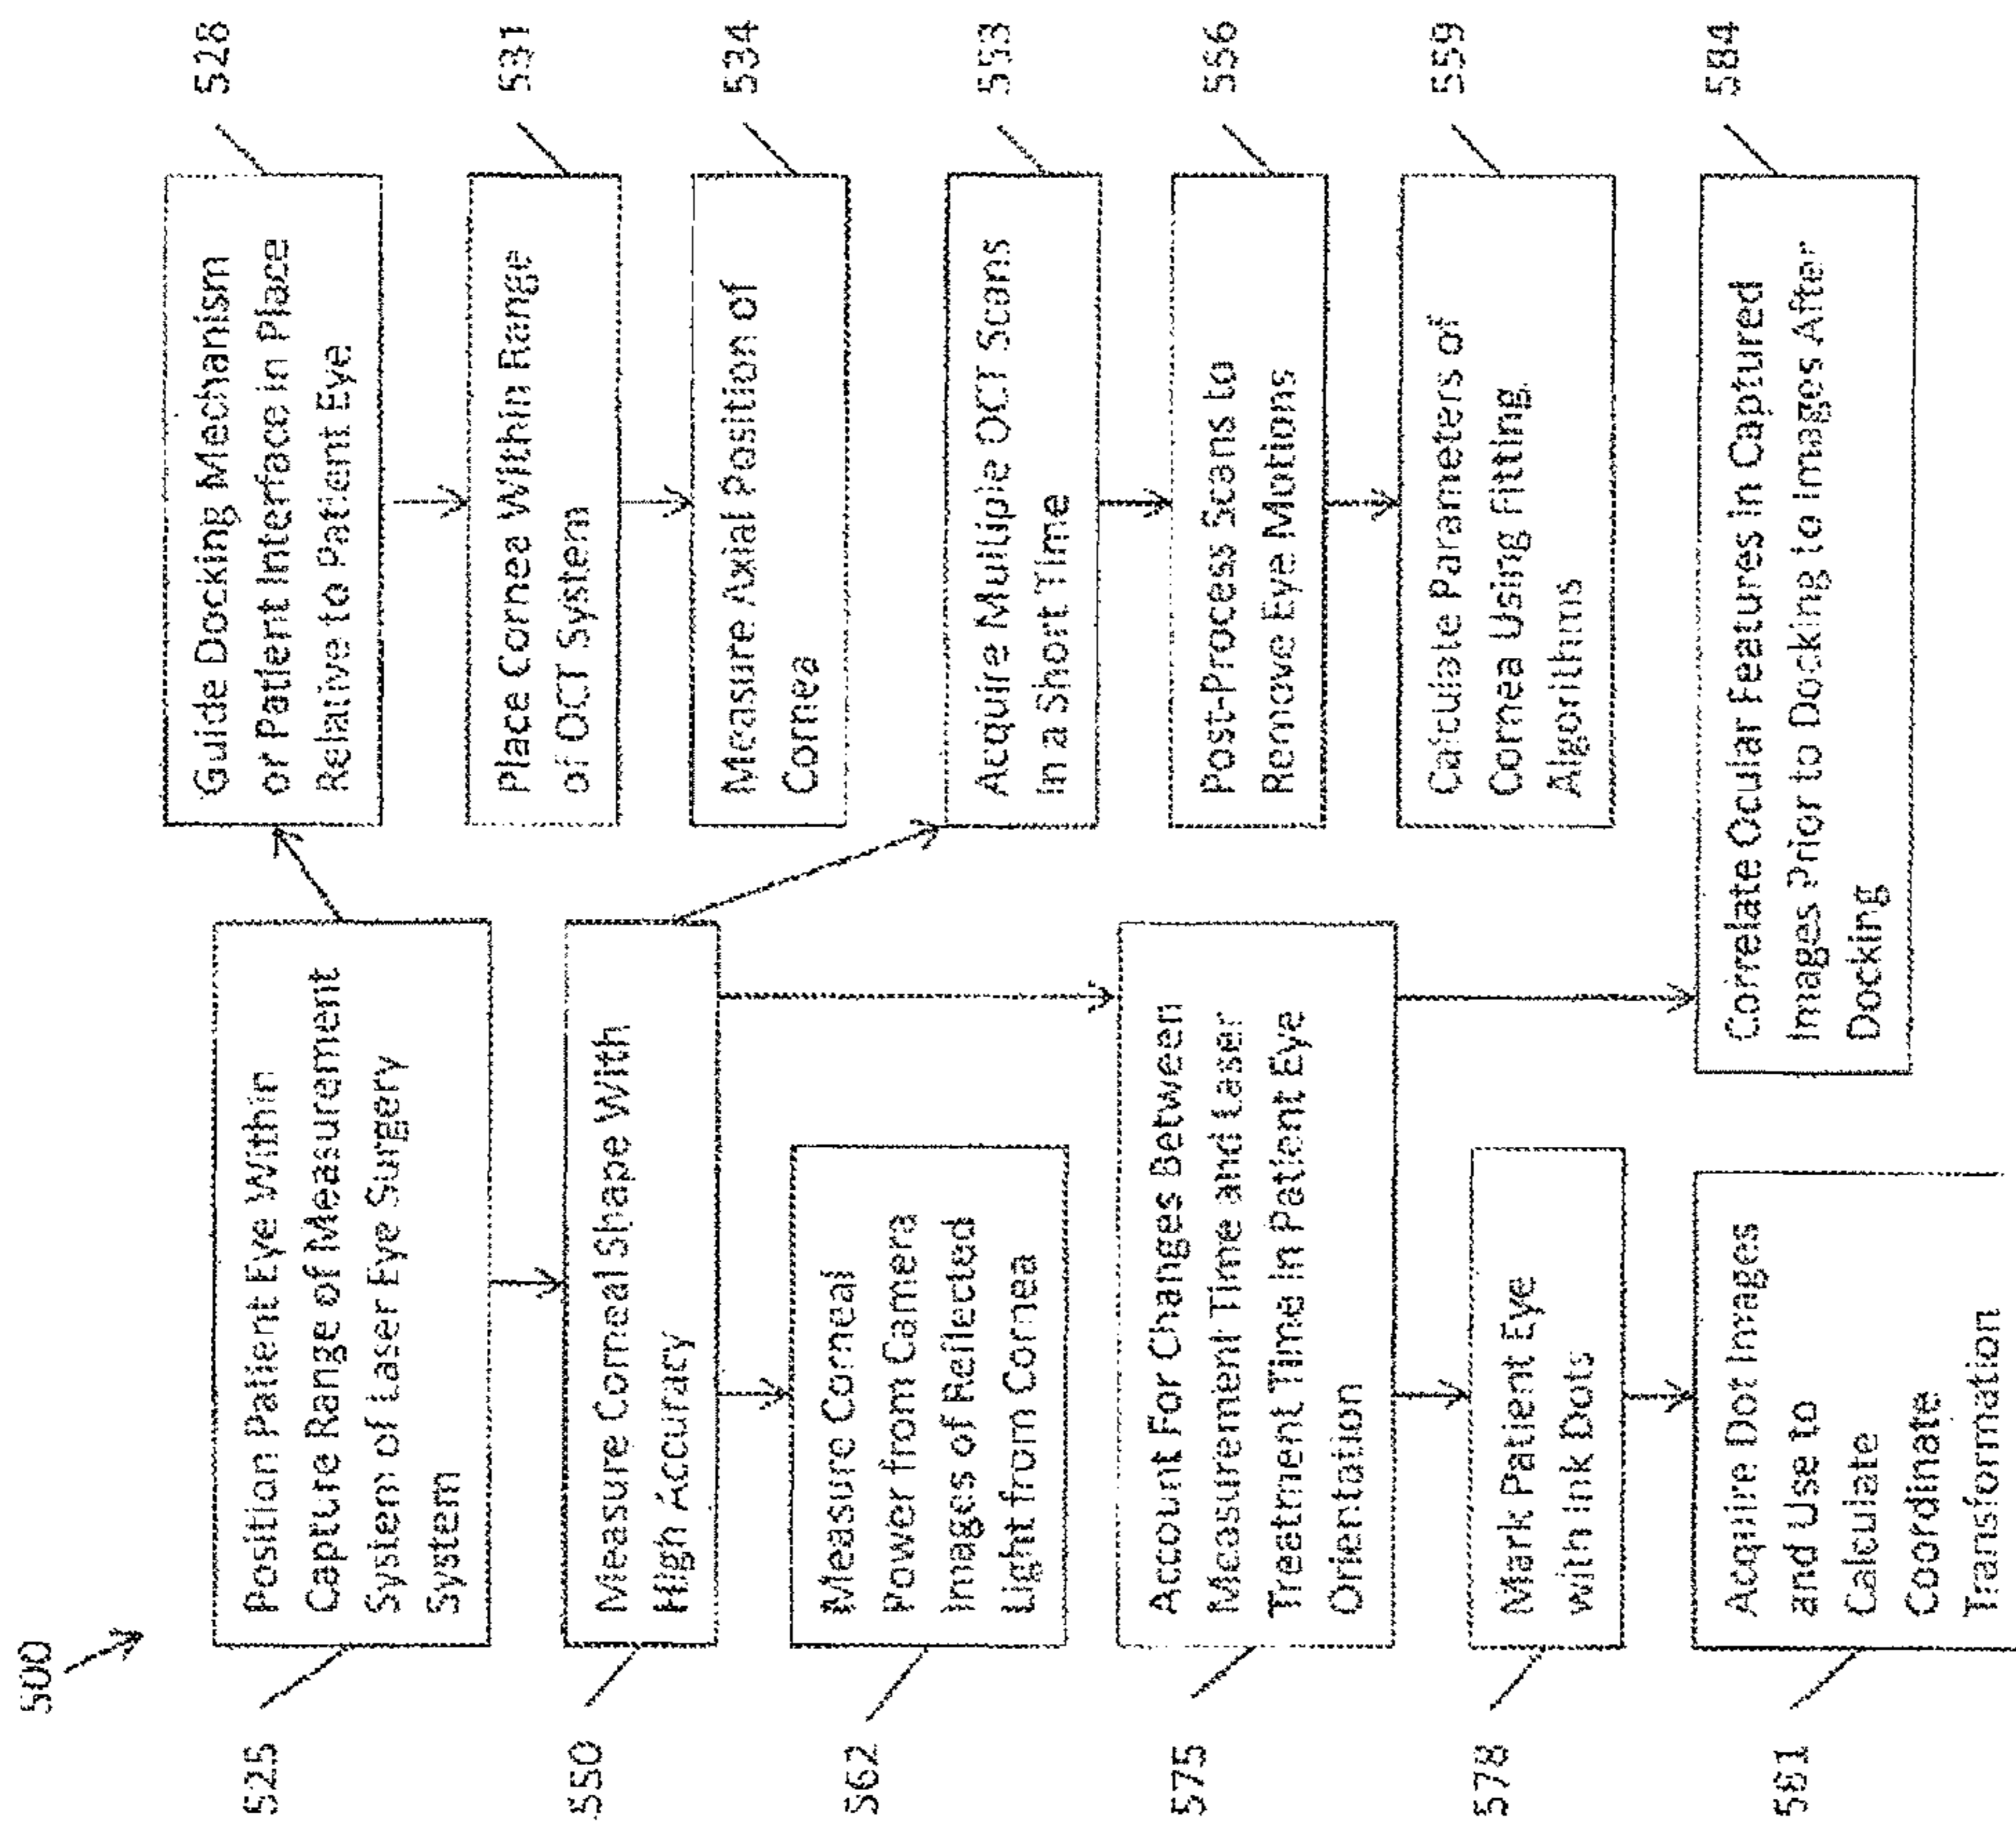 500
525
Position Patient Eye Within
Capture Range of Measurement
System of Laser Eye Surgery
System
528
Guide Docking Mechanism
or Patient Interface in Place
Relative to Patient Eye
531
Place Cornea Within Range
of OCT System
534
Measure Axial Position of
Cornea
550
Measure Corneal Shape With
High Accuracy
553
Acquire Multiple OCT Scans
In a Short Time
556
Post-Process Scans to
Remove Eye Motions
559
Calculate Parameters of
Cornea Using Fitting
Algorithms
562
Measure Corneal
Power from Camera
Images of Reflected
Light from Cornea
575
Account For Changes Between
Measurement Time and Laser
Treatment Time In Patient Eye
Orientation
578
Mark Patient Eye
with Ink Dots
581
Acquire Dot Images
and Use to
Calculate
Coordinate
Transformation
584
Correlate Ocular Features in Captured
Images Prior to Docking to Images After
Docking